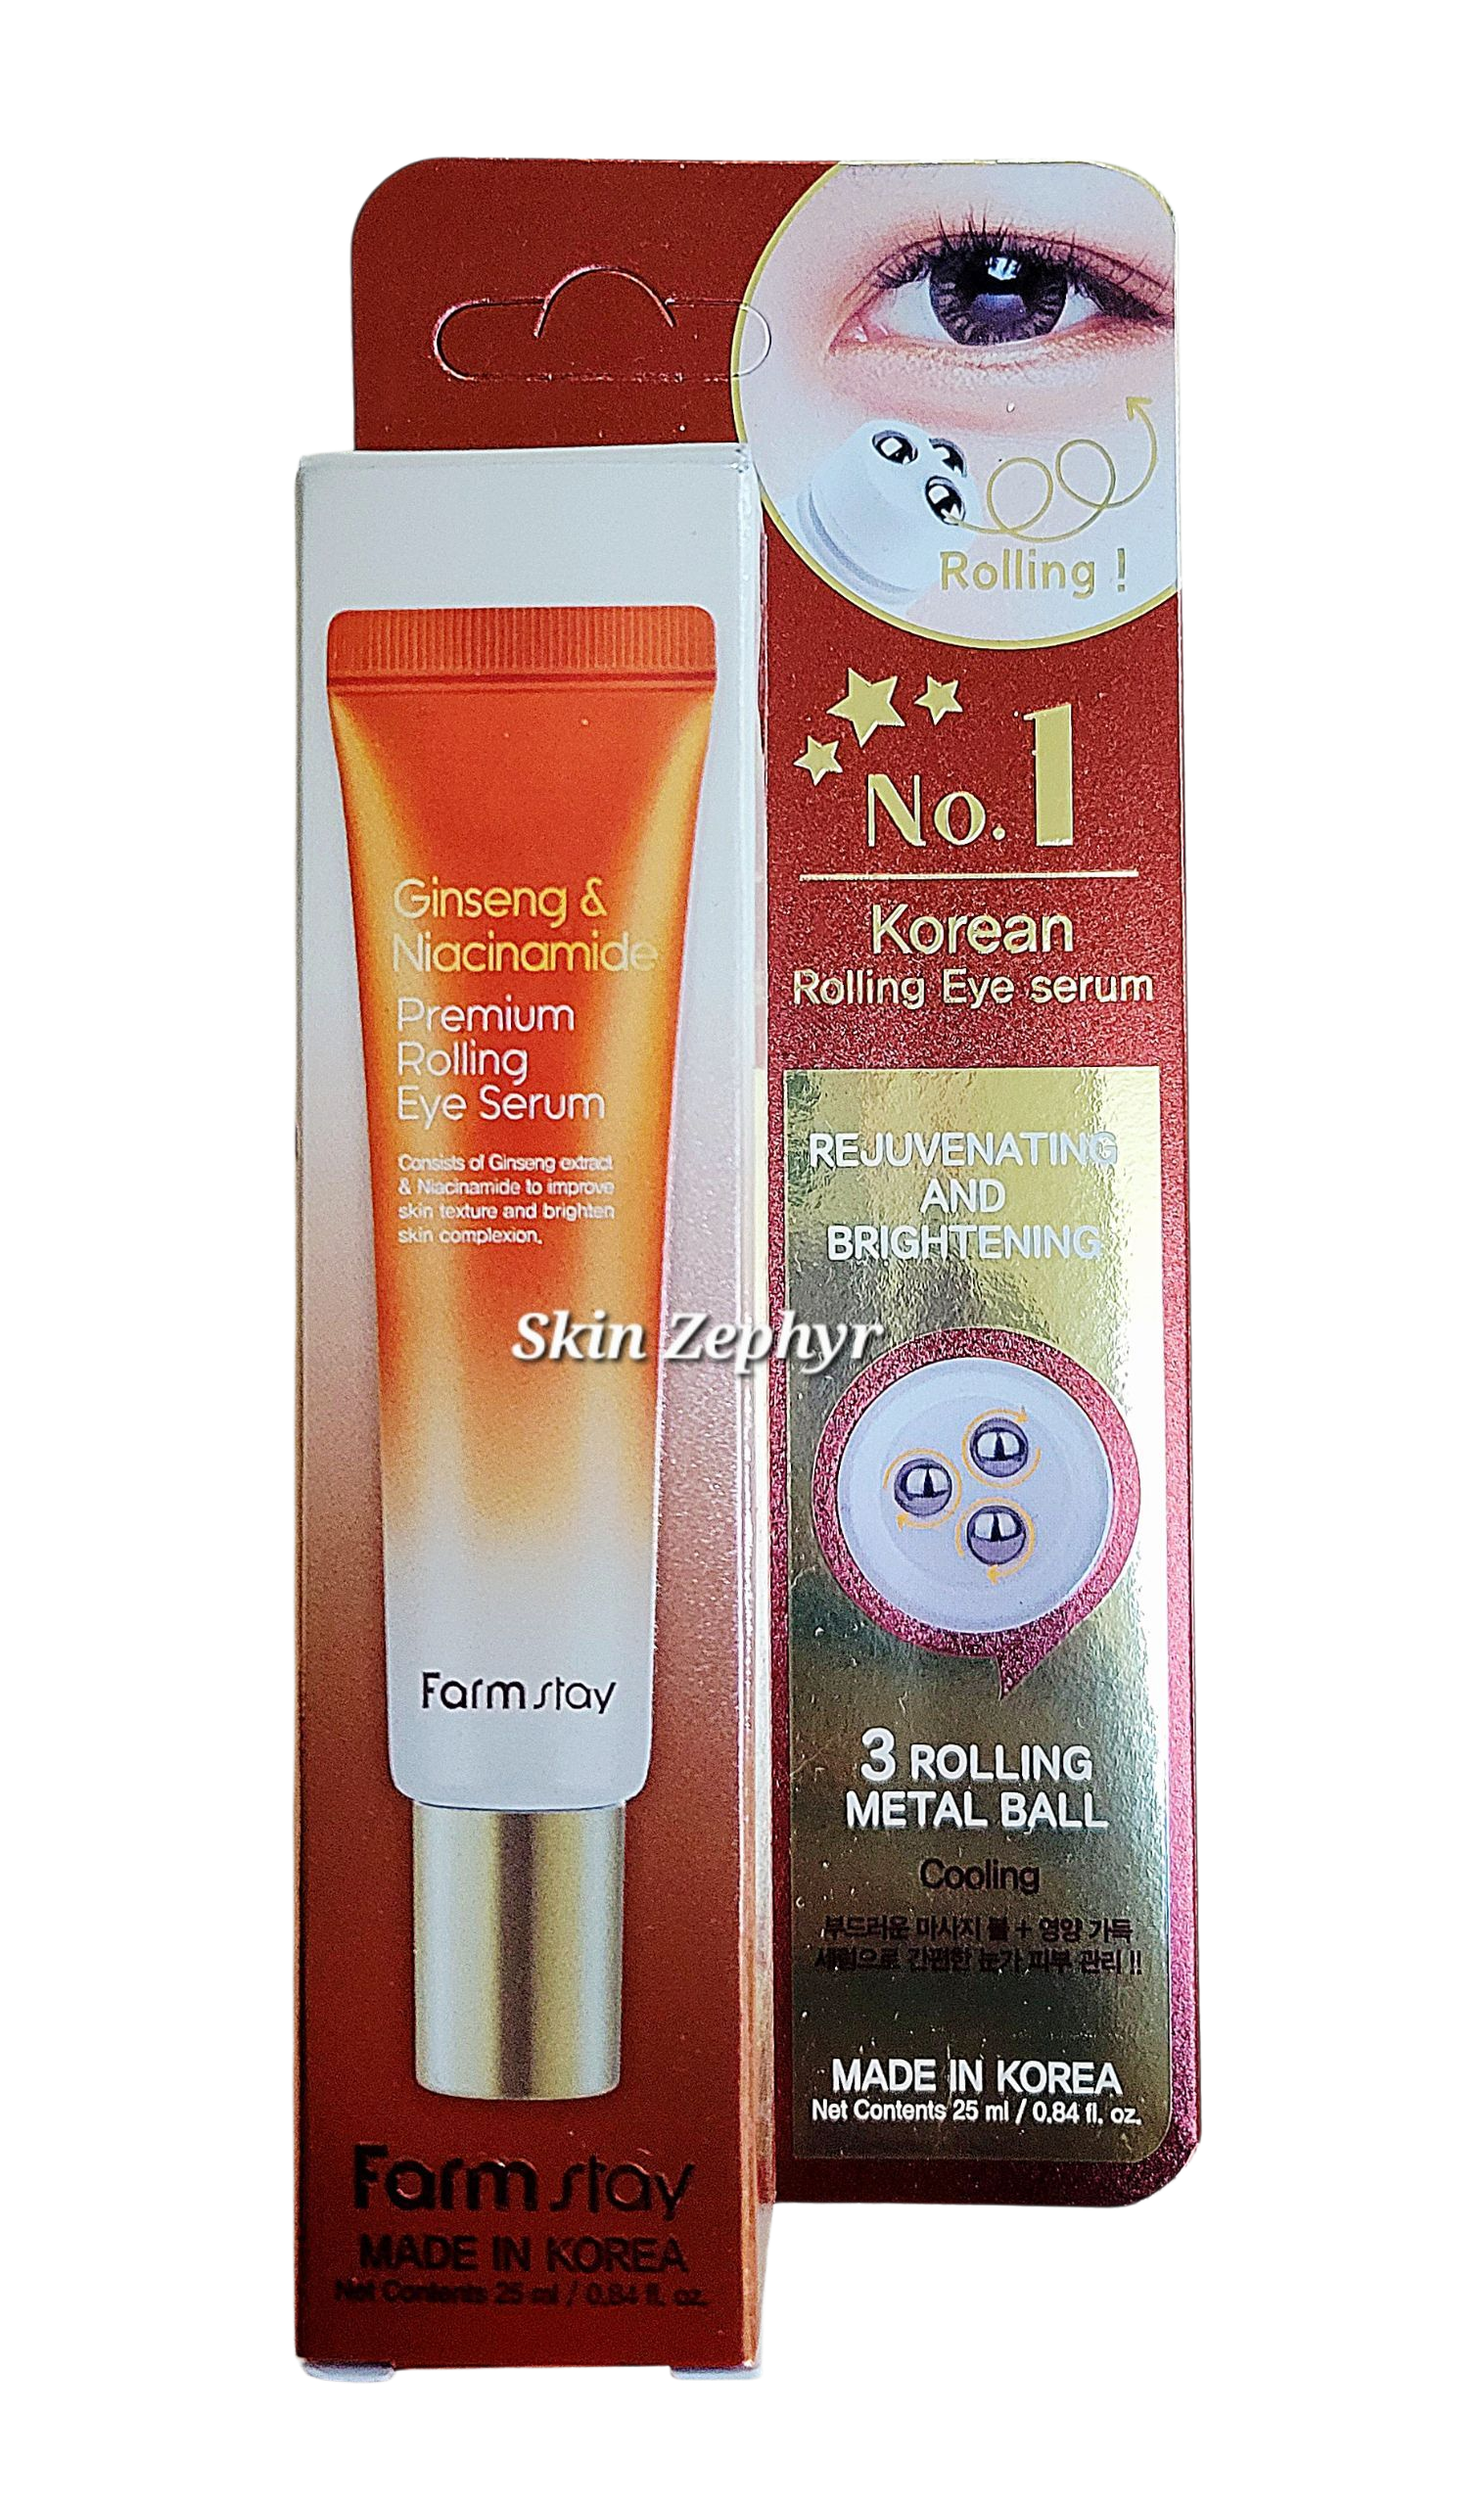 Rolling !
No.1
Korean
Rolling Eye serum
Ginseng &
Niacinamide
Premium
Rolling
Eye Serum
Consists of Ginseng extract
& Niacinamide to improve
skin texture and brighten
skin complexion.
Farm stay
REJUVENATING
AND
BRIGHTENING
Skin Zephyr
3 ROLLING
METAL BALL
Cooling
부드러운 마사지 볼 + 영양 가득
세럼으로 간편한 눈가 피부 관리 !!
MADE IN KOREA
Net Contents 25 ml / 0.84 fl. oz.
Farm stay
MADE IN KOREA
Net Contents 25 ml / 0.84 fl. oz.